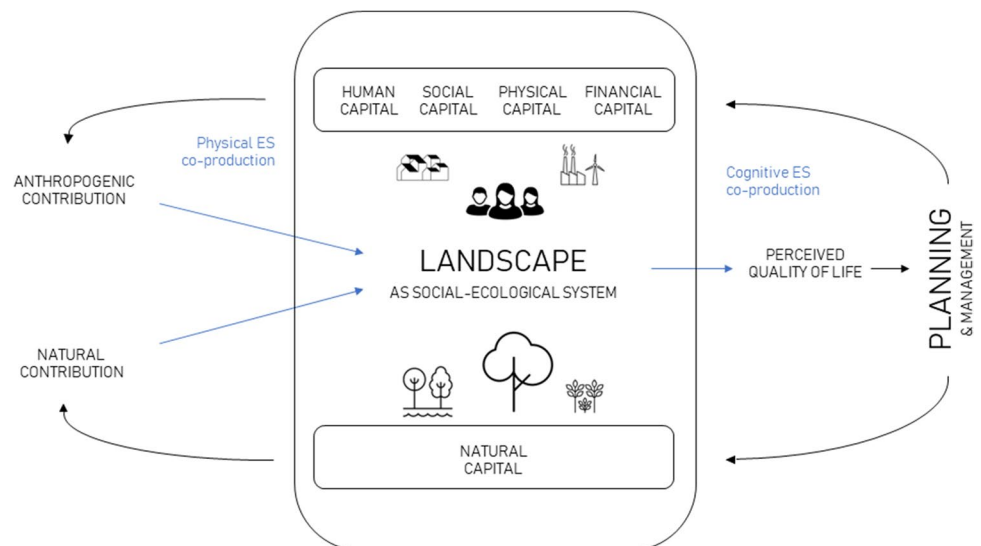 HUMAN
CAPITAL
SOCIAL
CAPITAL
PHYSICAL
CAPITAL
FINANCIAL
CAPITAL
Physical ES
co-production
ANTHROPOGENIC
CONTRIBUTION
Cognitive ES
co-production
LANDSCAPE
AS SOCIAL-ECOLOGICAL SYSTEM
PERCEIVED
QUALITY OF LIFE
PLANNING
& MANAGEMENT
NATURAL
CONTRIBUTION
NATURAL
CAPITAL